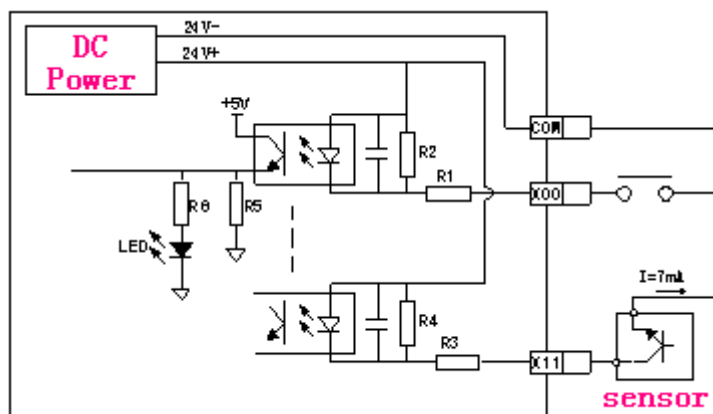 24V-
DC
Power
24V+
+5V
COM
R2
R1
X00
R6
R5
LED
I=7mA
R4
R3
X11
sensor